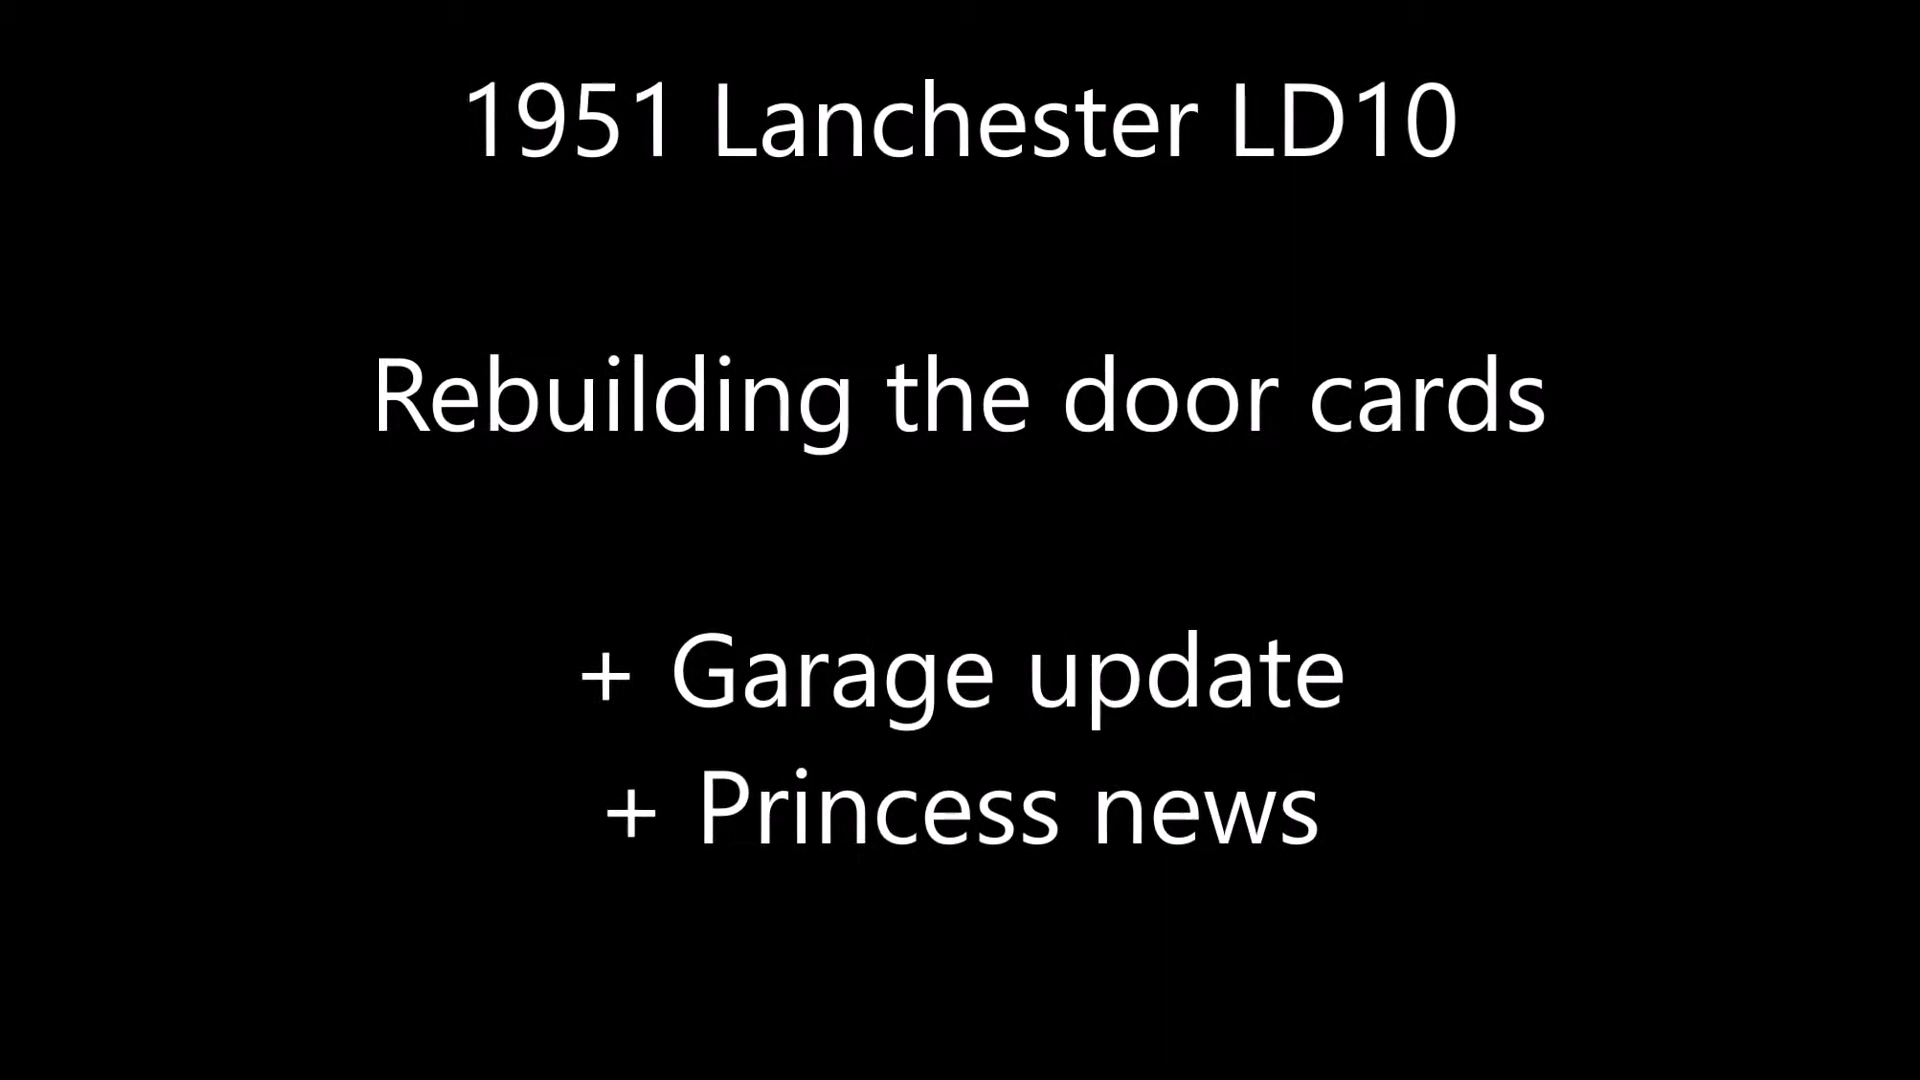 1951 Lanchester LD10
Rebuilding the door cards
+ Garage update
+ Princess news